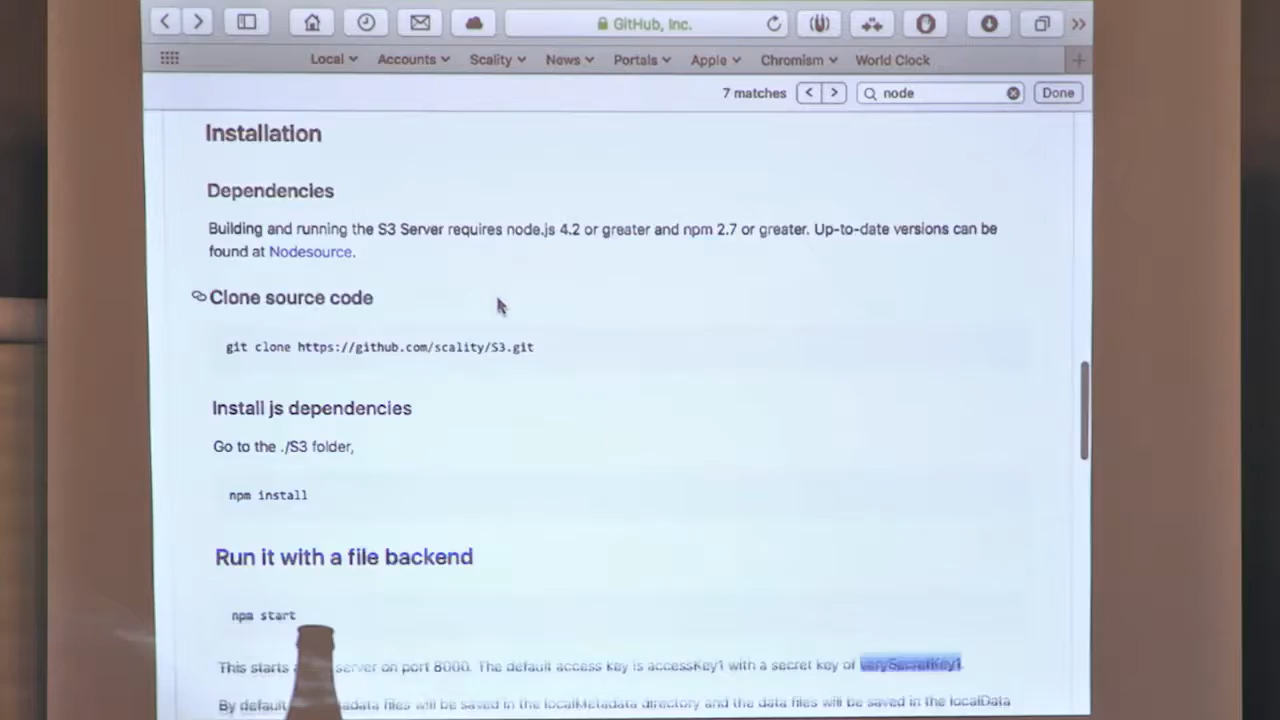 GitHub, Inc.
Local Accounts Scality News Portals Apple Chromism World Clock
7 matches node Done
Installation
Dependencies
Building and running the S3 Server requires node.js 4.2 or greater and npm 2.7 or greater. Up-to-date versions can be
found at Nodesource.
Clone source code
git clone https://github.com/scality/S3.git
Install js dependencies
Go to the ./S3 folder,
npm install
Run it with a file backend
npm start
This starts server on port 8000. The default access key is accessKey1 with a secret key of verySecretKey1.
By default files will be saved in the localMetadata directory and the data files will be saved in the localData